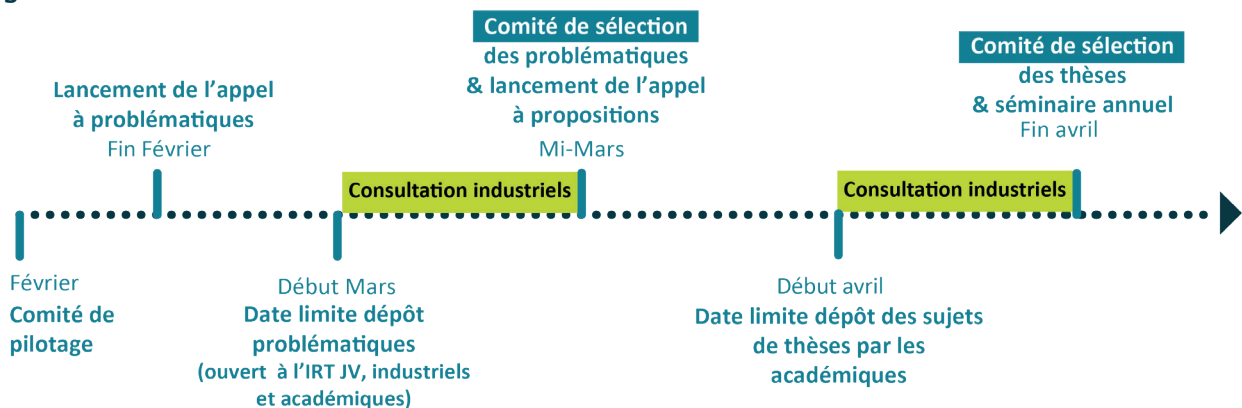 Comité de sélection
des problématiques
& lancement de l’appel
à propositions
Mi-Mars
Comité de sélection
des thèses
& séminaire annuel
Fin avril
Lancement de l’appel
à problématiques
Fin Février
Consultation industriels
Consultation industriels
Février
Comité de
pilotage
Début Mars
Date limite dépôt
problématiques
(ouvert à l’IRT JV, industriels
et académiques)
Début avril
Date limite dépôt des sujets
de thèses par les
académiques